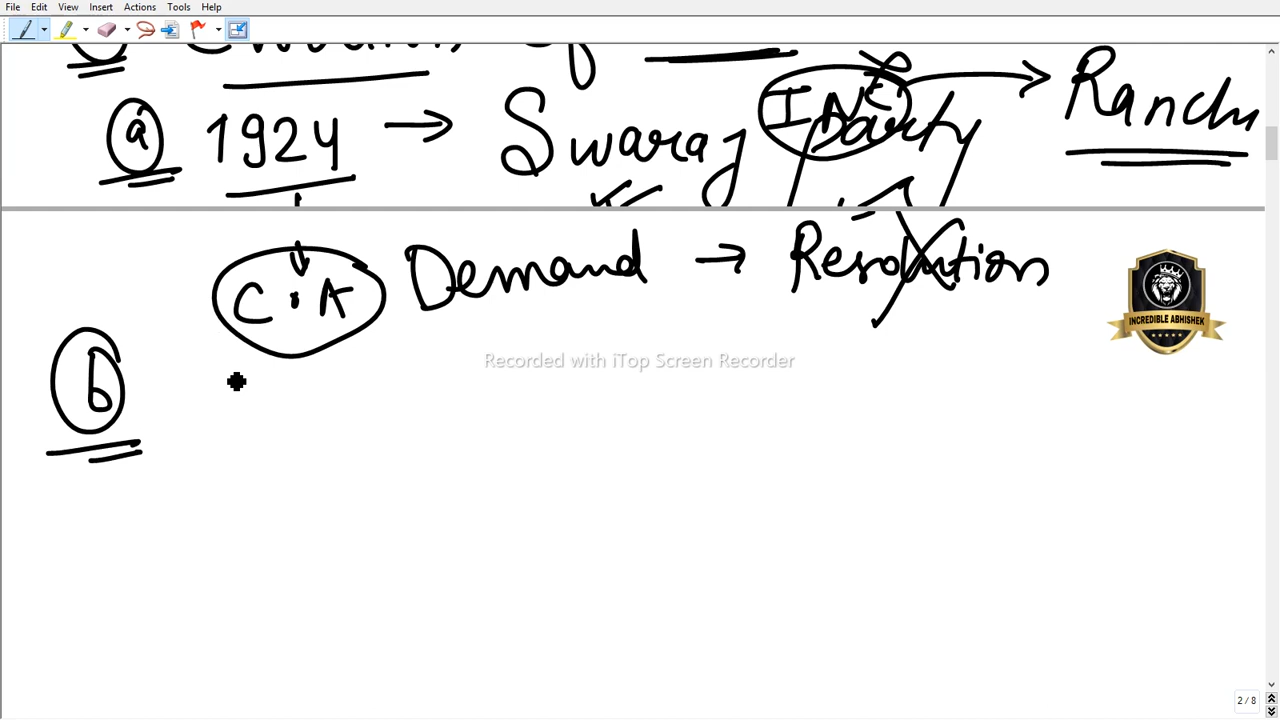 File Edit View Insert Actions Tools Help
of
a 1924 → Swaraj Party INC → Ranchi
C.A Demand → Resolution
INCREDIBLE ABHISHEK
Recorded with iTop Screen Recorder
b
2 / 8